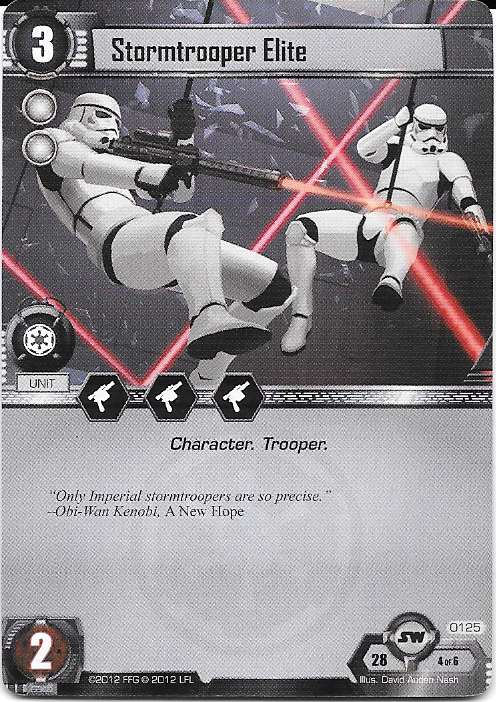 3
Stormtrooper Elite
UNIT
Character. Trooper.
“Only Imperial stormtroopers are so precise.”
–Obi-Wan Kenobi, A New Hope
2
©2012 FFG © 2012 LFL
SW
0125
28
4 of 6
Illus. David Auden Nash